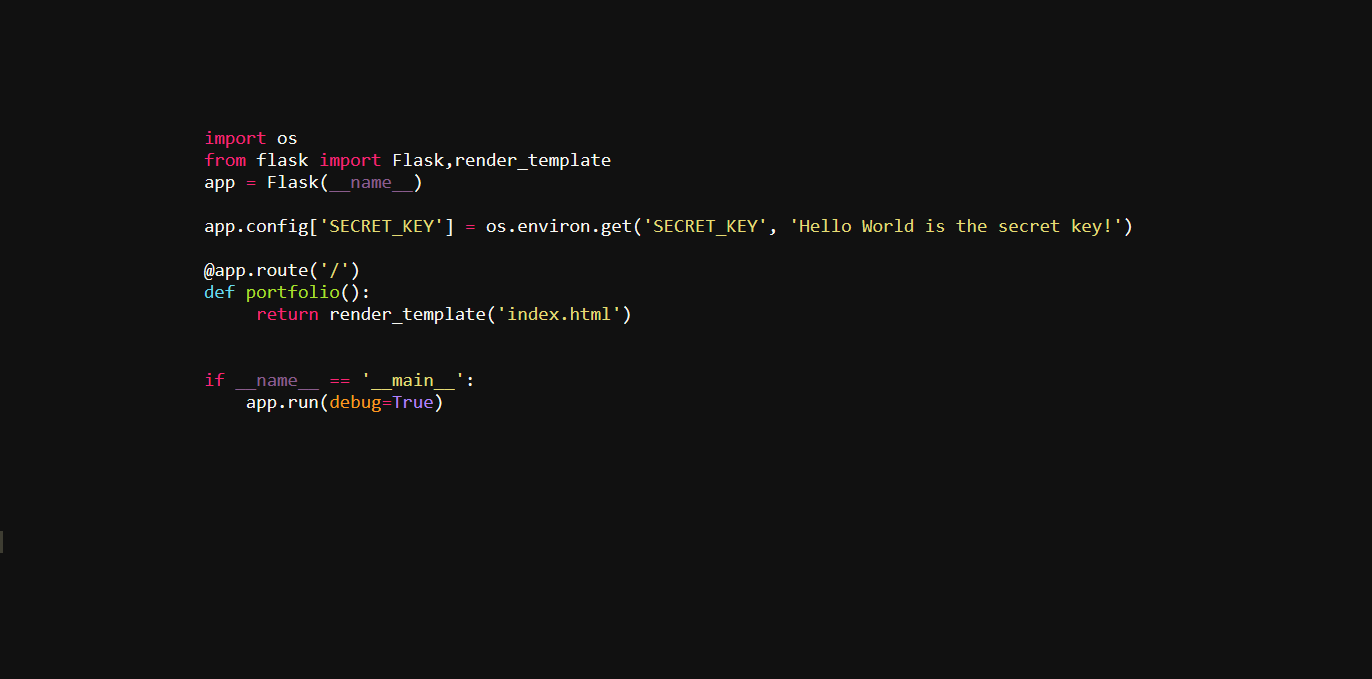 import os
from flask import Flask,render_template
app = Flask(__name__)
app.config['SECRET_KEY'] = os.environ.get('SECRET_KEY', 'Hello World is the secret key!')
@app.route('/')
def portfolio():
     return render_template('index.html')
if __name__ == '__main__':
    app.run(debug=True)